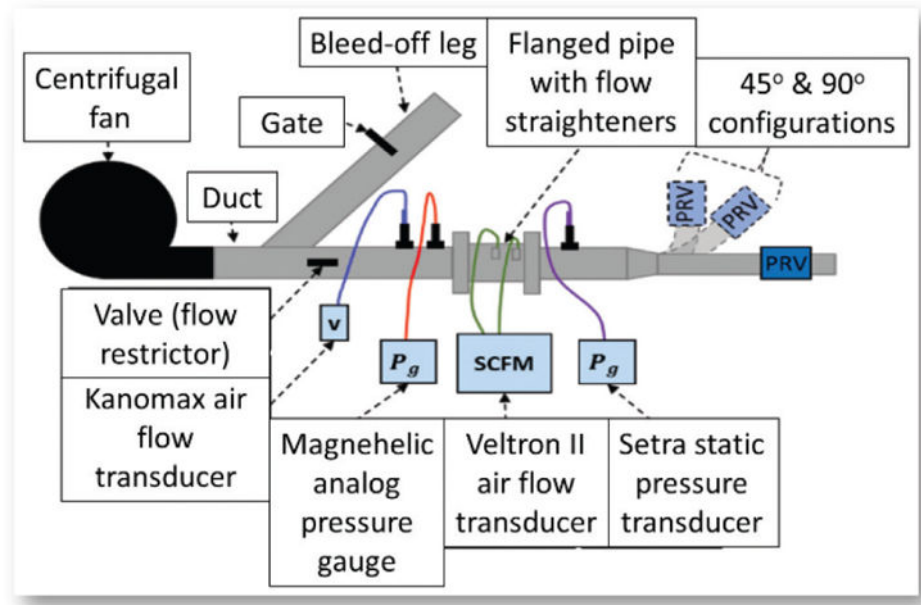 Bleed-off leg
Flanged pipe
with flow
straighteners
Centrifugal
fan
45° & 90°
configurations
Gate
Duct
PRV
PRV
PRV
Valve (flow
restrictor)
v
Pg
SCFM
Pg
Kanomax air
flow
transducer
Magnehelic
analog
pressure
gauge
Veltron II
air flow
transducer
Setra static
pressure
transducer